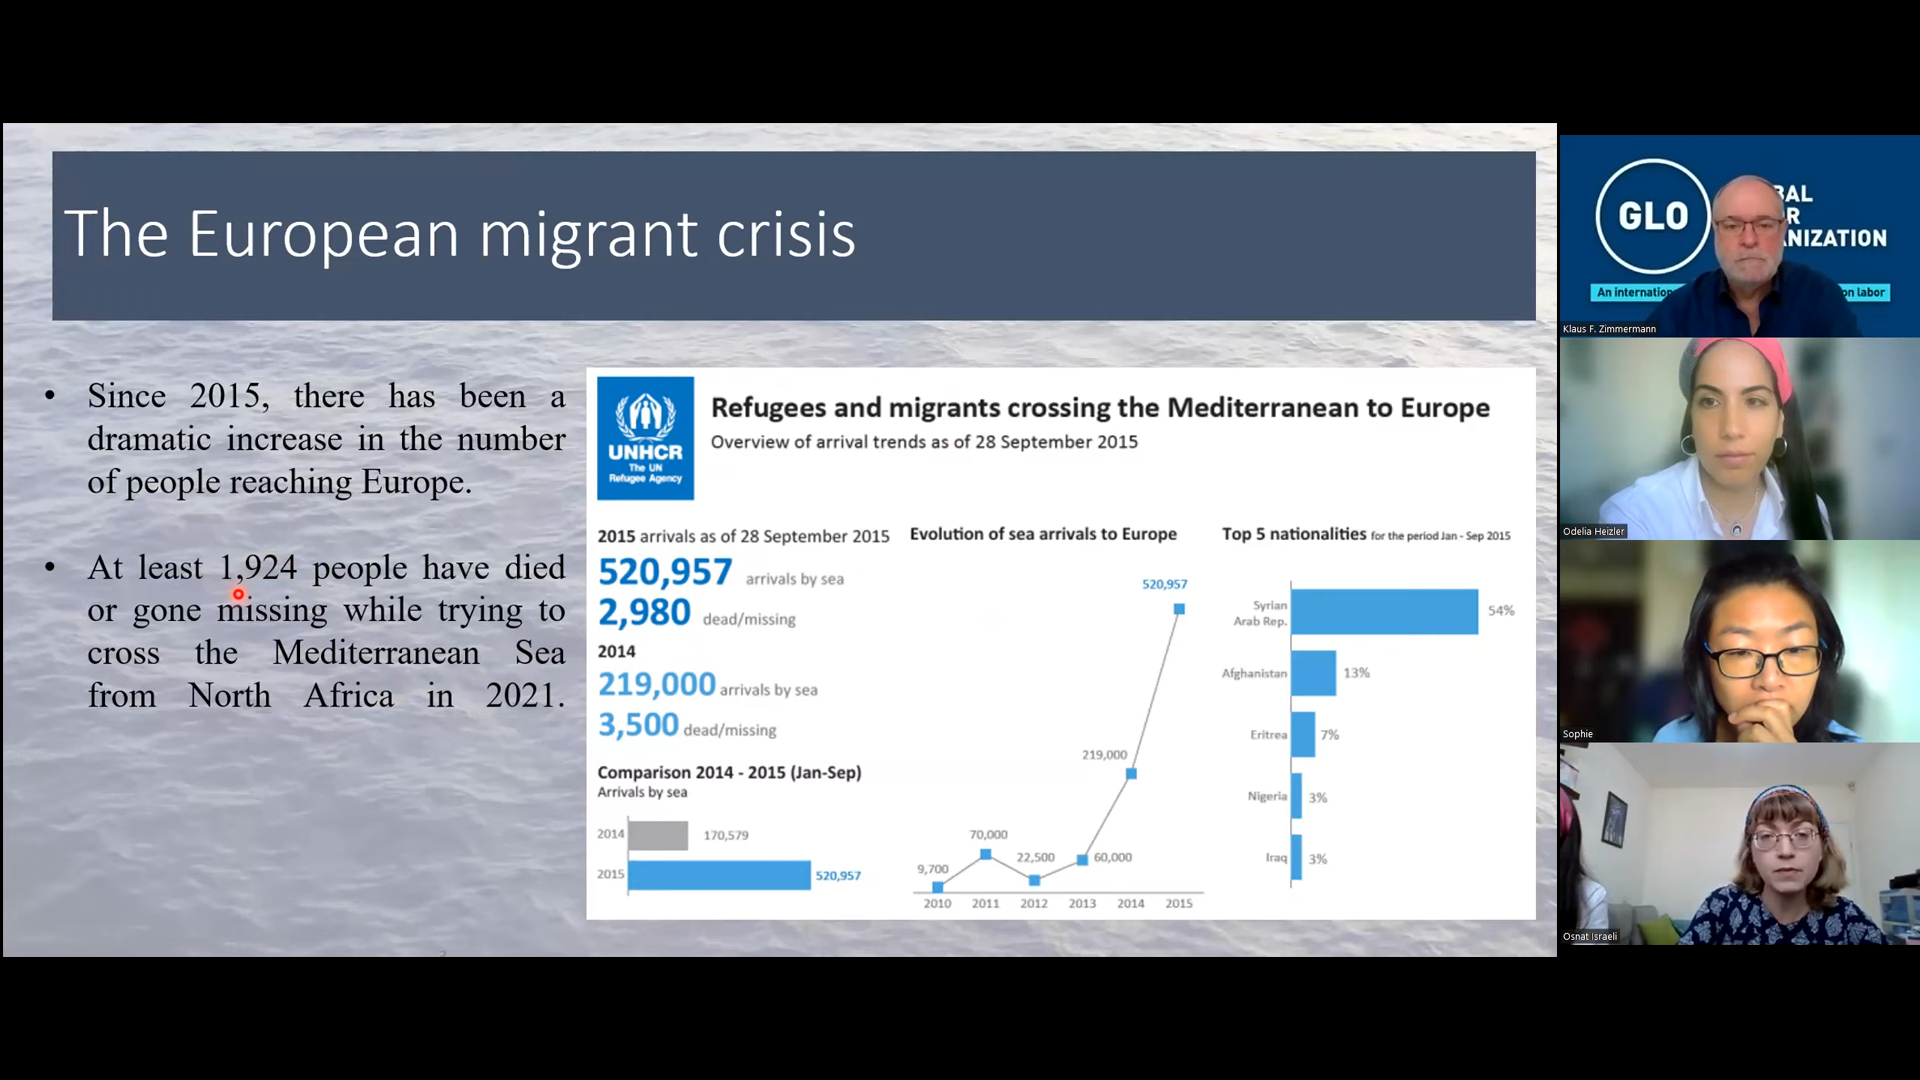 The European migrant crisis
• Since 2015, there has been a
dramatic increase in the number
of people reaching Europe.
• At least 1,924 people have died
or gone missing while trying to
cross the Mediterranean Sea
from North Africa in 2021.
UNHCR
The UN
Refugee Agency
Refugees and migrants crossing the Mediterranean to Europe
Overview of arrival trends as of 28 September 2015
2015 arrivals as of 28 September 2015
520,957 arrivals by sea
2,980 dead/missing
2014
219,000 arrivals by sea
3,500 dead/missing
Comparison 2014 - 2015 (Jan-Sep)
Arrivals by sea
2014 170,579
2015 520,957
Evolution of sea arrivals to Europe
520,957
219,000
70,000
22,500
60,000
9,700
2010 2011 2012 2013 2014 2015
Top 5 nationalities for the period Jan - Sep 2015
Syrian
Arab Rep. 54%
Afghanistan 13%
Eritrea 7%
Nigeria 3%
Iraq 3%
GLO
BAL
R
ANIZATION
An internation
on labor
Klaus F. Zimmermann
Odelia Heizler
Sophie
Osnat Israeli